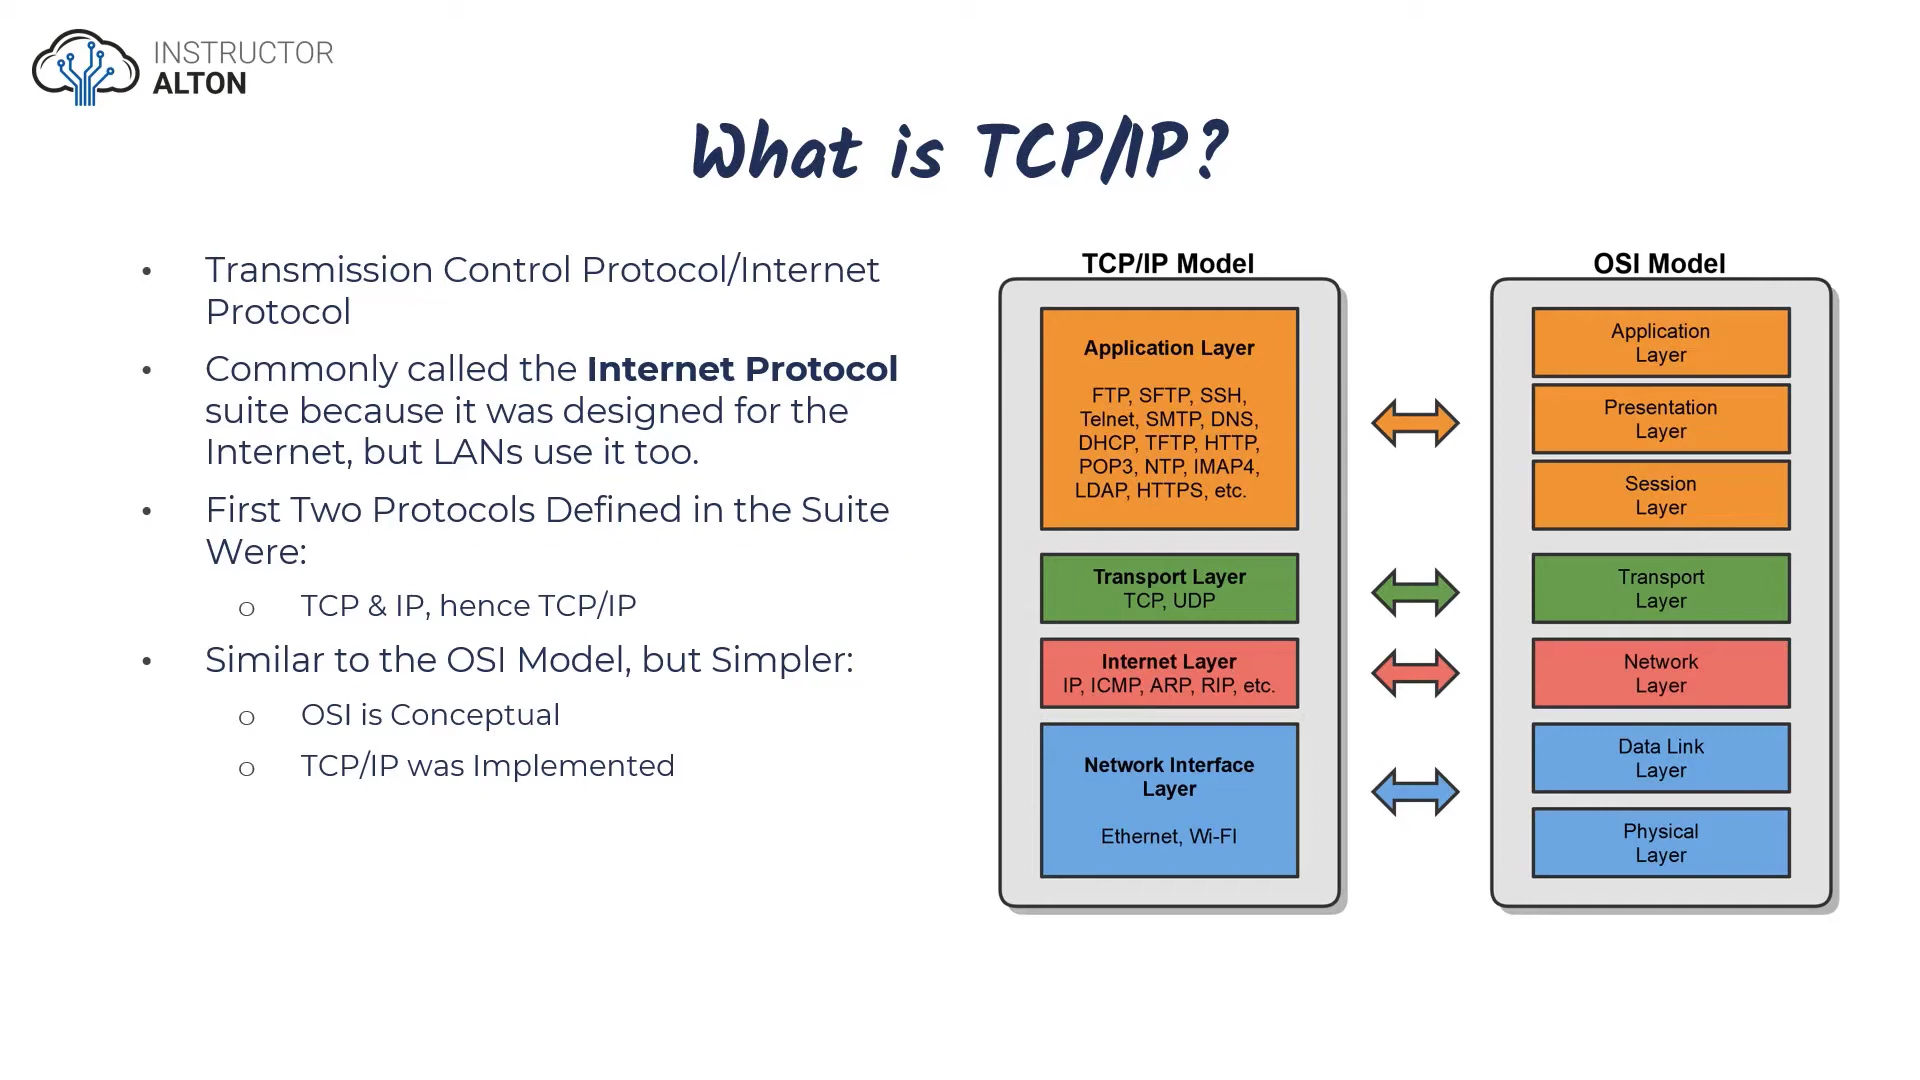 INSTRUCTOR
ALTON
What is TCP/IP?
• Transmission Control Protocol/Internet
Protocol
• Commonly called the Internet Protocol
suite because it was designed for the
Internet, but LANs use it too.
• First Two Protocols Defined in the Suite
Were:
o TCP & IP, hence TCP/IP
• Similar to the OSI Model, but Simpler:
o OSI is Conceptual
o TCP/IP was Implemented
TCP/IP Model
Application Layer
FTP, SFTP, SSH,
Telnet, SMTP, DNS,
DHCP, TFTP, HTTP,
POP3, NTP, IMAP4,
LDAP, HTTPS, etc.
Transport Layer
TCP, UDP
Internet Layer
IP, ICMP, ARP, RIP, etc.
Network Interface
Layer
Ethernet, Wi-FI
OSI Model
Application
Layer
Presentation
Layer
Session
Layer
Transport
Layer
Network
Layer
Data Link
Layer
Physical
Layer